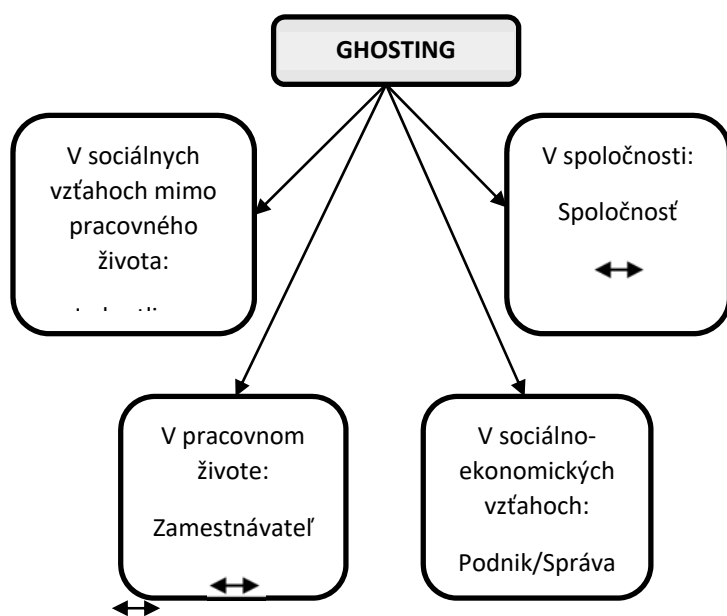 GHOSTING
V sociálnych
vzťahoch mimo
pracovného
života:
V spoločnosti:
Spoločnosť
V pracovnom
živote:
Zamestnávateľ
V sociálno-
ekonomických
vzťahoch:
Podnik/Správa